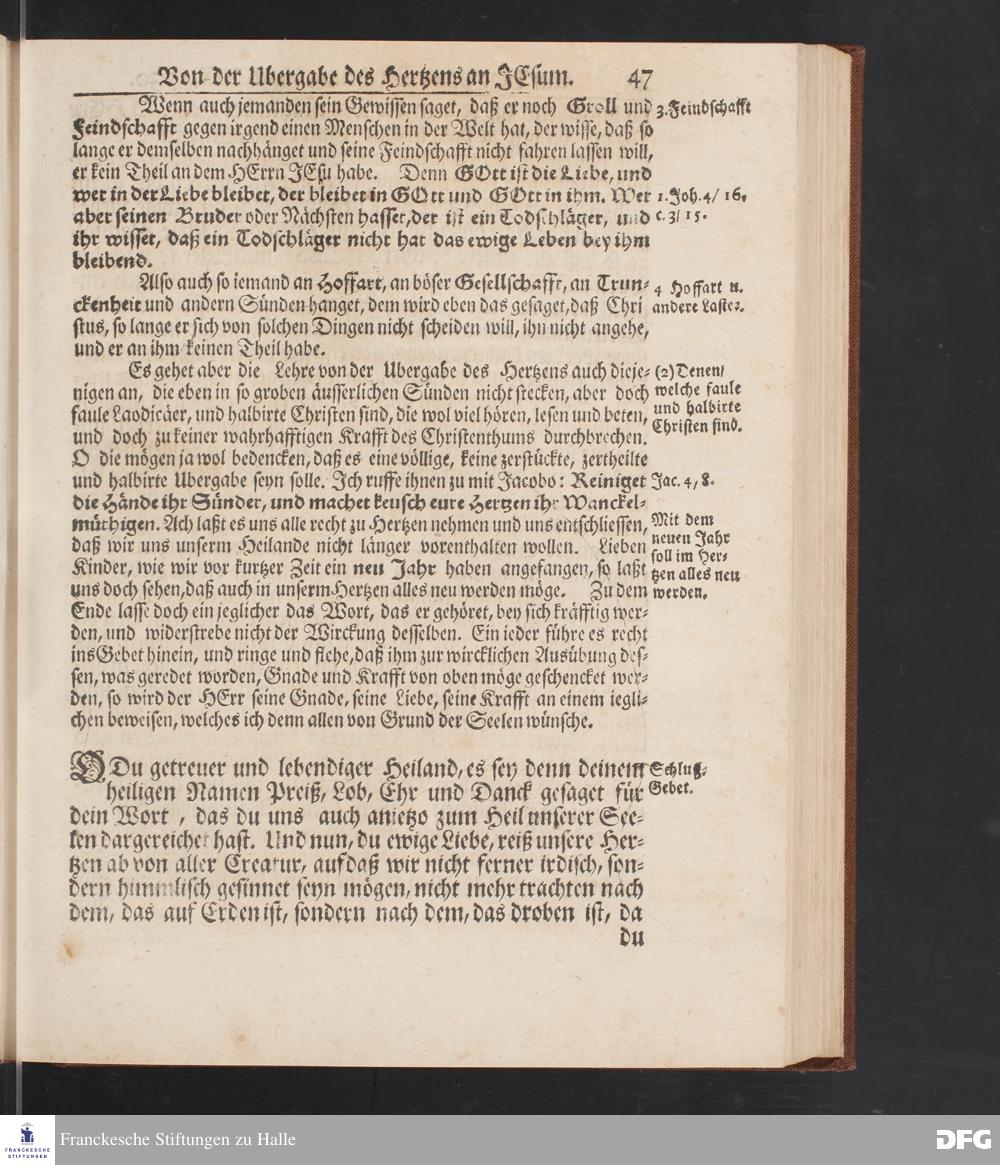 Von der Ubergabe des Hertzens an JEsum. 47
Wenn auch jemanden sein Gewissen saget, daß er noch Groll und
3. Feindschafft
Feindschafft gegen irgend einen Menschen in der Welt hat, der wisse, daß so
lange er demselben nachhänget und seine Feindschafft nicht fahren lassen will,
er kein Theil an dem HErrn JEsu habe. Denn GOtt ist die Liebe, und
wer in der Liebe bleibet, der bleibet in GOtt und GOtt in ihm. Wer
1. Joh. 4/ 16.
aber seinen Bruder oder Nächsten hasset, der ist ein Todschläger, und
c. 3/ 15.
ihr wisset, daß ein Todschläger nicht hat das ewige Leben bey ihm
bleibend.
Also auch so iemand an Hoffart, an böser Gesellschafft, an Trun-
4 Hoffart u.
ckenheit und andern Sünden hanget, dem wird eben das gesaget, daß Chri
andere Laster.
stus, so lange er sich von solchen Dingen nicht scheiden will, ihn nicht angehe,
und er an ihm keinen Theil habe.
Es gehet aber die Lehre von der Ubergabe des Hertzens auch dieje-
(2) Denen/
nigen an, die eben in so groben äusserlichen Sünden nicht stecken, aber doch
welche faule
faule Laodicäer, und halbirte Christen sind, die wol viel hören, lesen und beten,
und halbirte
und doch zu keiner wahrhafftigen Krafft des Christenthums durchbrechen.
Christen sind.
O die mögen ja wol bedencken, daß es eine völlige, keine zerstückte, zertheilte
und halbirte Ubergabe seyn solle. Ich ruffe ihnen zu mit Jacobo: Reiniget
Jac. 4, 8.
die Hände ihr Sünder, und machet keusch eure Hertzen ihr Wanckel-
müthigen. Ach laßt es uns alle recht zu Hertzen nehmen und uns entschliessen,
Mit dem
daß wir uns unserm Heilande nicht länger vorenthalten wollen. Lieben
neuen Jahr
Kinder, wie wir vor kurtzer Zeit ein neu Jahr haben angefangen, so laßt
soll im Her-
uns doch sehen, daß auch in unserm Hertzen alles neu werden möge. Zu dem
tzen alles neu
werden.
Ende lasse doch ein jeglicher das Wort, das er gehöret, bey sich kräfftig wer-
den, und widerstrebe nicht der Wirckung desselben. Ein ieder führe es recht
ins Gebet hinein, und ringe und flehe, daß ihm zur wircklichen Ausübung des-
sen, was geredet worden, Gnade und Krafft von oben möge geschencket wer-
den, so wird der HErr seine Gnade, seine Liebe, seine Krafft an einem iegli-
chen beweisen, welches ich denn allen von Grund der Seelen wünsche.
O Du getreuer und lebendiger Heiland, es sey denn deinem
Schluß-
heiligen Namen Preiß, Lob, Ehr und Danck gesaget für
Gebet.
dein Wort, das du uns auch anietzo zum Heil unserer See-
len dargereichet hast. Und nun, du ewige Liebe, reiß unsere Her-
tzen ab von aller Creatur, auf daß wir nicht ferner irdisch, son-
dern himmlisch gesinnet seyn mögen, nicht mehr trachten nach
dem, das auf Erden ist, sondern nach dem, das droben ist, da
du
FRANCKESCHE
STIFTUNGEN
Franckesche Stiftungen zu Halle
DFG